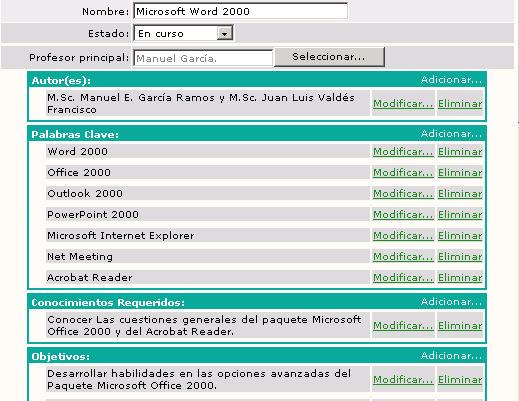 Nombre: Microsoft Word 2000
Estado: En curso
Profesor principal: Manuel García. Seleccionar...
Autor(es): Adicionar...
M.Sc. Manuel E. García Ramos y M.Sc. Juan Luis Valdés
Francisco Modificar... Eliminar
Palabras Clave: Adicionar...
Word 2000 Modificar... Eliminar
Office 2000 Modificar... Eliminar
Outlook 2000 Modificar... Eliminar
PowerPoint 2000 Modificar... Eliminar
Microsoft Internet Explorer Modificar... Eliminar
Net Meeting Modificar... Eliminar
Acrobat Reader Modificar... Eliminar
Conocimientos Requeridos: Adicionar...
Conocer Las cuestiones generales del paquete Microsoft
Office 2000 y del Acrobat Reader. Modificar... Eliminar
Objetivos: Adicionar...
Desarrollar habilidades en las opciones avanzadas del
Paquete Microsoft Office 2000. Modificar... Eliminar